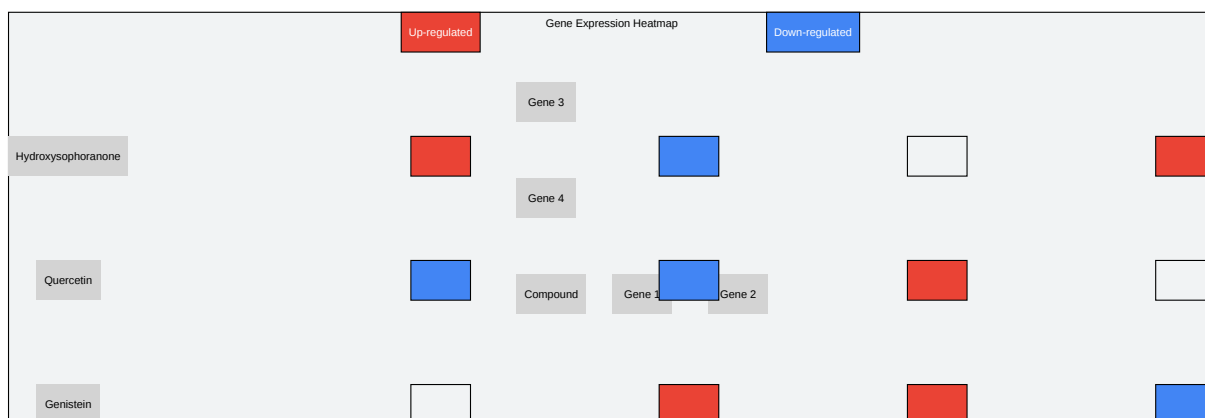 Gene Expression Heatmap
Up-regulated
Down-regulated
Gene 3
Hydroxysophoranone
Gene 4
Quercetin
Compound
Gene 1
Gene 2
Genistein